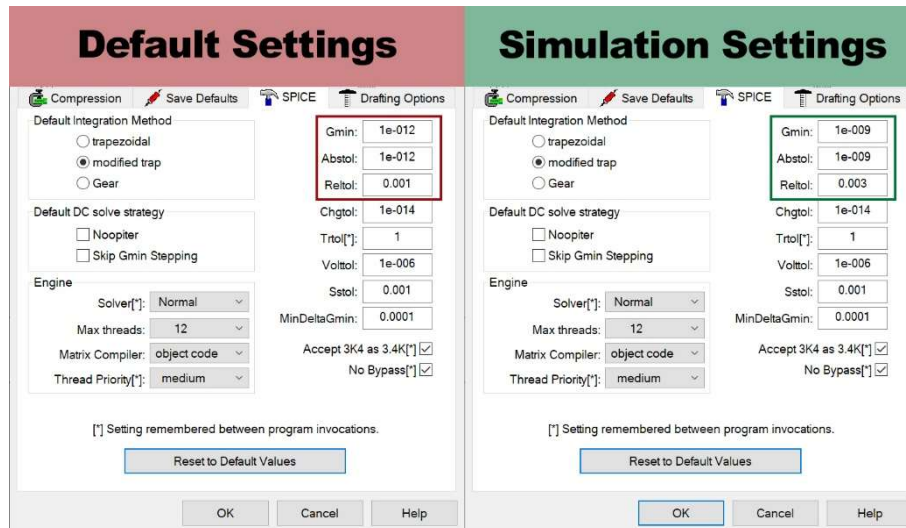 Default Settings
Compression Save Defaults SPICE Drafting Options
Default Integration Method
trapezoidal
modified trap
Gear
Gmin: 1e-012
Abstol: 1e-012
Reltol: 0.001
Default DC solve strategy
Noopiter
Skip Gmin Stepping
Chgtol: 1e-014
Trtol[*]: 1
Volttol: 1e-006
Sstol: 0.001
MinDeltaGmin: 0.0001
Engine
Solver[*]: Normal
Max threads: 12
Matrix Compiler: object code
Thread Priority[*]: medium
Accept 3K4 as 3.4K[*]
No Bypass[*]
[*] Setting remembered between program invocations.
Reset to Default Values
OK Cancel Help
Simulation Settings
Compression Save Defaults SPICE Drafting Options
Default Integration Method
trapezoidal
modified trap
Gear
Gmin: 1e-009
Abstol: 1e-009
Reltol: 0.003
Default DC solve strategy
Noopiter
Skip Gmin Stepping
Chgtol: 1e-014
Trtol[*]: 1
Volttol: 1e-006
Sstol: 0.001
MinDeltaGmin: 0.0001
Engine
Solver[*]: Normal
Max threads: 12
Matrix Compiler: object code
Thread Priority[*]: medium
Accept 3K4 as 3.4K[*]
No Bypass[*]
[*] Setting remembered between program invocations.
Reset to Default Values
OK Cancel Help